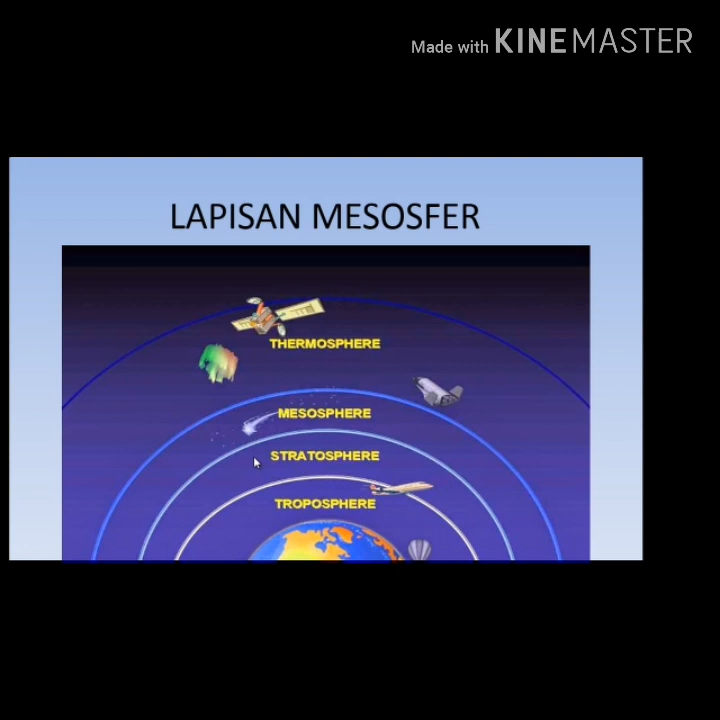 Made with KINEMASTER
LAPISAN MESOSFER
THERMOSPHERE
MESOSPHERE
STRATOSPHERE
TROPOSPHERE